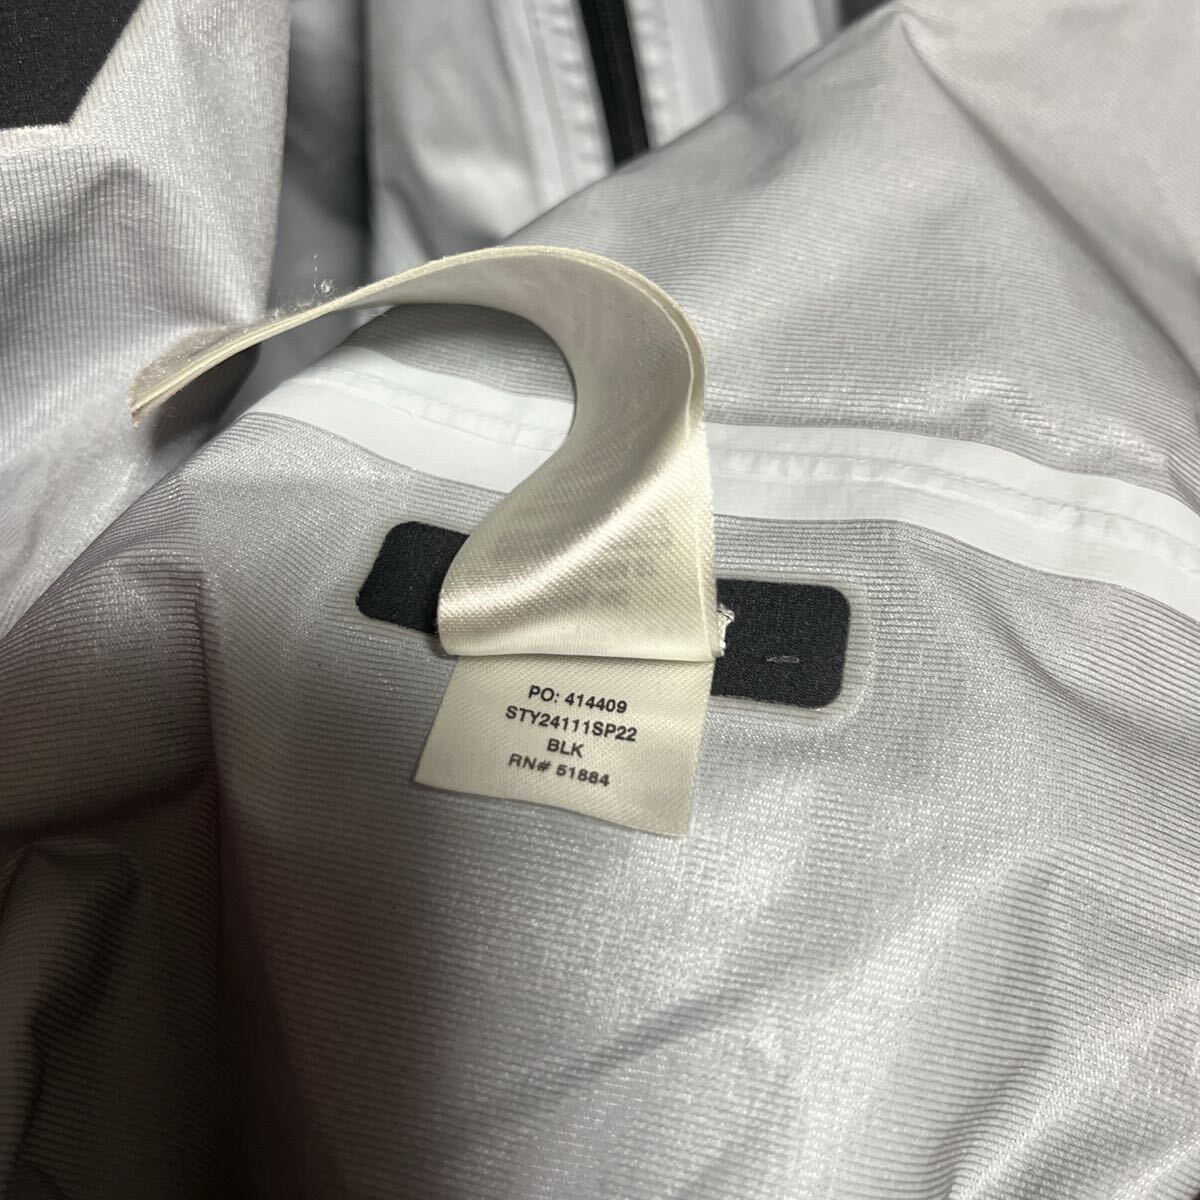 PO: 414409
STY24111SP22
BLK
RN# 51884